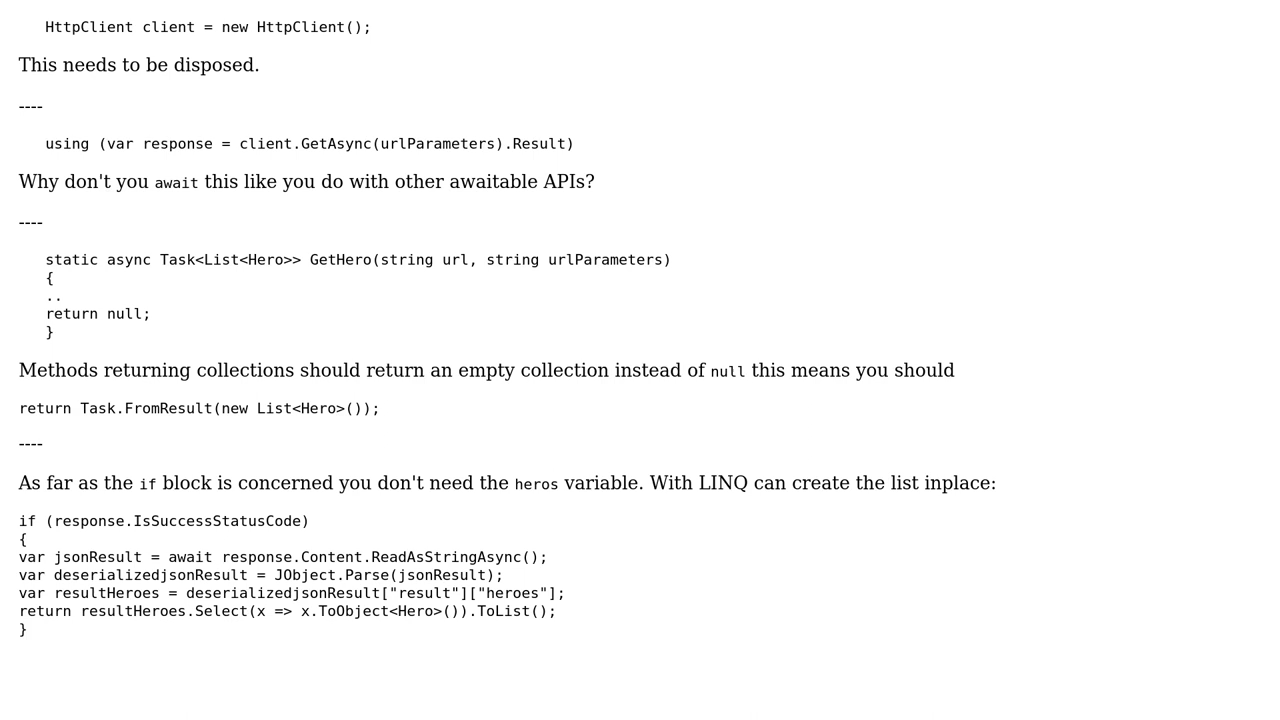 HttpClient client = new HttpClient();
This needs to be disposed.
----
using (var response = client.GetAsync(urlParameters).Result)
Why don't you await this like you do with other awaitable APIs?
----
static async Task<List<Hero>> GetHero(string url, string urlParameters)
{
..
return null;
}
Methods returning collections should return an empty collection instead of null this means you should
return Task.FromResult(new List<Hero>());
----
As far as the if block is concerned you don't need the heros variable. With LINQ can create the list inplace:
if (response.IsSuccessStatusCode)
{
var jsonResult = await response.Content.ReadAsStringAsync();
var deserializedjsonResult = JObject.Parse(jsonResult);
var resultHeroes = deserializedjsonResult["result"]["heroes"];
return resultHeroes.Select(x => x.ToObject<Hero>()).ToList();
}